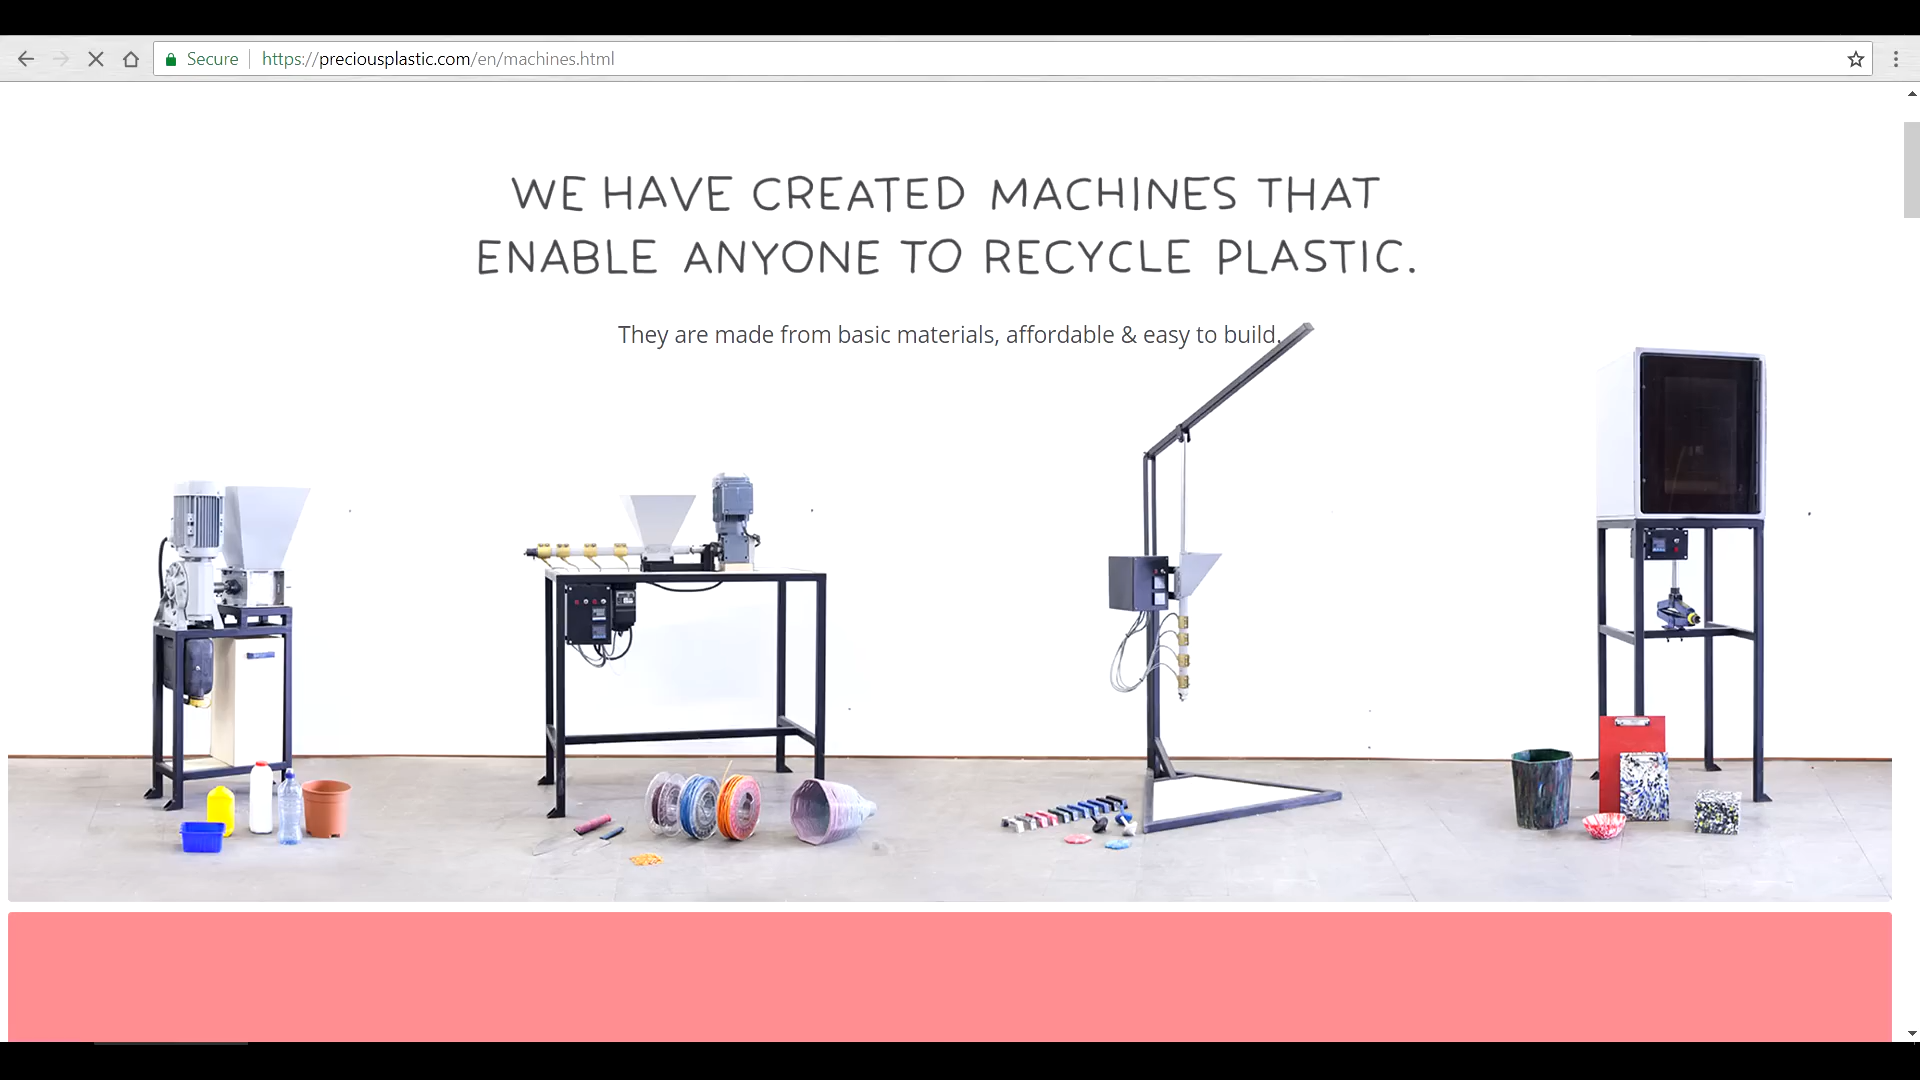 Secure https://preciousplastic.com/en/machines.html
WE HAVE CREATED MACHINES THAT
ENABLE ANYONE TO RECYCLE PLASTIC.
They are made from basic materials, affordable & easy to build.